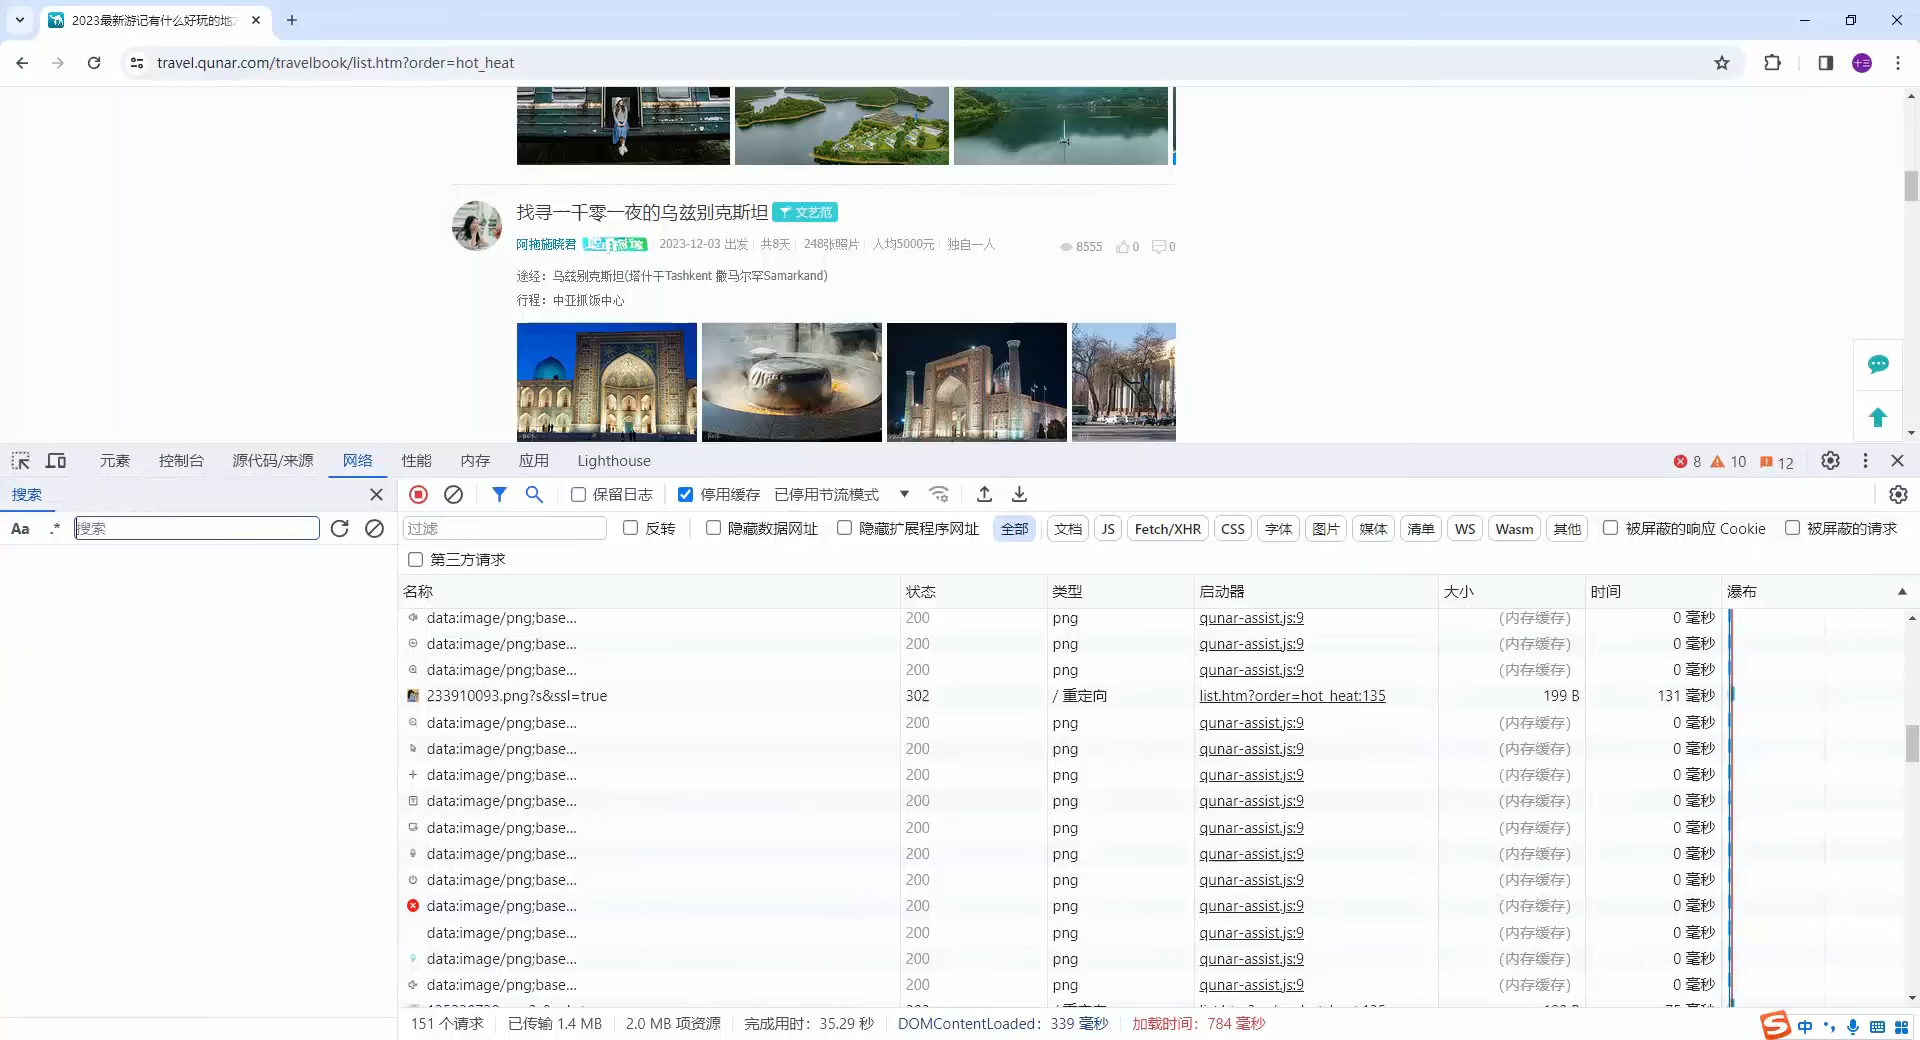 2023最新游记有什么好玩的地
travel.qunar.com/travelbook/list.htm?order=hot_heat
十三
找寻一千零一夜的乌兹别克斯坦 文艺范
阿拖施晓君 2023-12-03 出发 共8天 248张照片 人均5000元 独自一人 8555 0 0
途经：乌兹别克斯坦(塔什干Tashkent 撒马尔罕Samarkand)
行程：中亚抓饭中心
元素 控制台 源代码/来源 网络 性能 内存 应用 Lighthouse 8 10 12
搜索 保留日志 停用缓存 已停用节流模式
Aa .* 搜索 过滤 反转 隐藏数据网址 隐藏扩展程序网址 全部 文档 JS Fetch/XHR CSS 字体 图片 媒体 清单 WS Wasm 其他 被屏蔽的响应 Cookie 被屏蔽的请求
第三方请求
名称 状态 类型 启动器 大小 时间 瀑布
data:image/png;base... 200 png qunar-assist.js:9 (内存缓存) 0 毫秒
data:image/png;base... 200 png qunar-assist.js:9 (内存缓存) 0 毫秒
data:image/png;base... 200 png qunar-assist.js:9 (内存缓存) 0 毫秒
233910093.png?s&ssl=true 302 / 重定向 list.htm?order=hot_heat:135 199 B 131 毫秒
data:image/png;base... 200 png qunar-assist.js:9 (内存缓存) 0 毫秒
data:image/png;base... 200 png qunar-assist.js:9 (内存缓存) 0 毫秒
data:image/png;base... 200 png qunar-assist.js:9 (内存缓存) 0 毫秒
data:image/png;base... 200 png qunar-assist.js:9 (内存缓存) 0 毫秒
data:image/png;base... 200 png qunar-assist.js:9 (内存缓存) 0 毫秒
data:image/png;base... 200 png qunar-assist.js:9 (内存缓存) 0 毫秒
data:image/png;base... 200 png qunar-assist.js:9 (内存缓存) 0 毫秒
data:image/png;base... 200 png qunar-assist.js:9 (内存缓存) 0 毫秒
data:image/png;base... 200 png qunar-assist.js:9 (内存缓存) 0 毫秒
data:image/png;base... 200 png qunar-assist.js:9 (内存缓存) 0 毫秒
data:image/png;base... 200 png qunar-assist.js:9 (内存缓存) 0 毫秒
151 个请求 已传输 1.4 MB 2.0 MB 项资源 完成用时：35.29 秒 DOMContentLoaded：339 毫秒 加载时间：784 毫秒
中